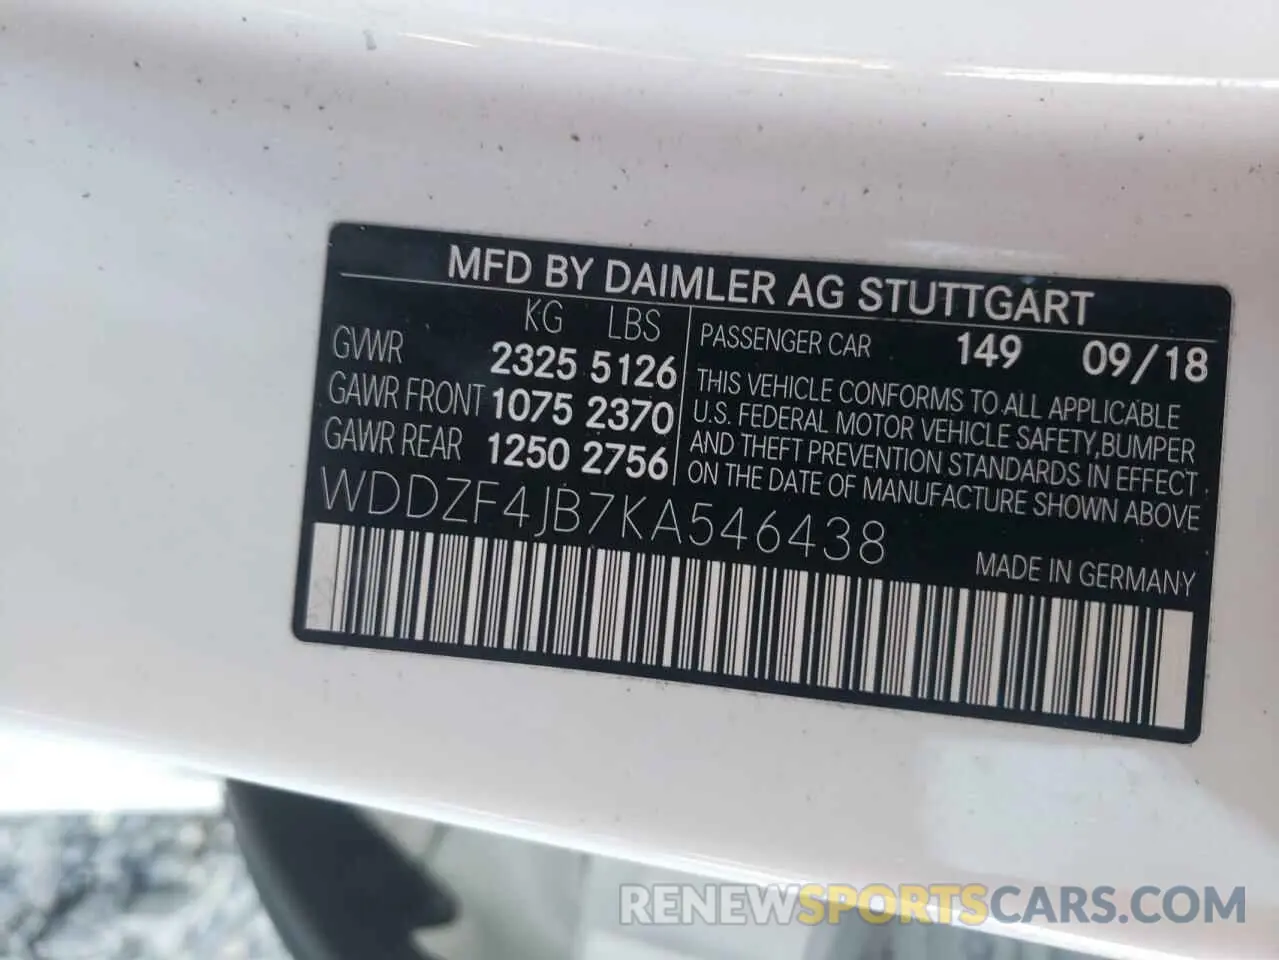 MFD BY DAIMLER AG STUTTGART
KG LBS
GVWR 2325 5126
GAWR FRONT 1075 2370
GAWR REAR 1250 2756
PASSENGER CAR 149 09/18
THIS VEHICLE CONFORMS TO ALL APPLICABLE
U.S. FEDERAL MOTOR VEHICLE SAFETY,BUMPER
AND THEFT PREVENTION STANDARDS IN EFFECT
ON THE DATE OF MANUFACTURE SHOWN ABOVE
WDDZF4JB7KA546438
MADE IN GERMANY
RENEWSPORTSCARS.COM